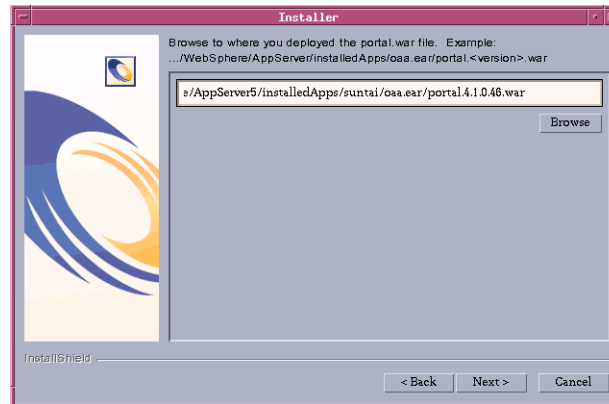 Installer
Browse to where you deployed the portal.war file. Example:
.../WebSphere/AppServer/installedApps/oaa.ear/portal.<version>.war
e/AppServer5/installedApps/suntai/oaa.ear/portal.4.1.0.46.war
Browse
InstallShield
< Back Next > Cancel